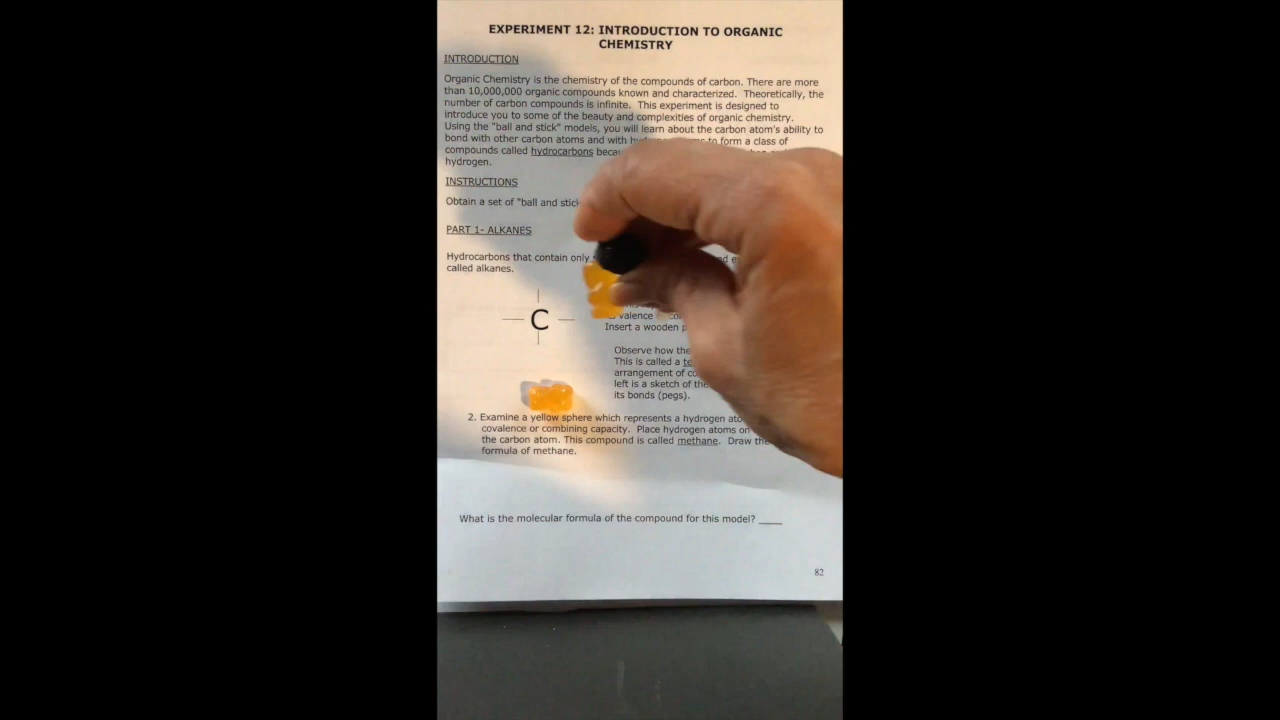 EXPERIMENT 12: INTRODUCTION TO ORGANIC
CHEMISTRY
INTRODUCTION
Organic Chemistry is the chemistry of the compounds of carbon. There are more
than 10,000,000 organic compounds known and characterized. Theoretically, the
number of carbon compounds is infinite. This experiment is designed to
introduce you to some of the beauty and complexities of organic chemistry.
Using the "ball and stick" models, you will learn about the carbon atom's ability to
bond with other carbon atoms and with to form a class of
compounds called hydrocarbons
hydrogen.
INSTRUCTIONS
Obtain a set of "ball and
PART 1- ALKANES
Hydrocarbons that contain only
called alkanes.
C
valence
Insert a wooden
Observe how the
This is called a
arrangement of
left is a sketch of
its bonds (pegs).
2. Examine a yellow sphere which represents a hydrogen
covalence or combining capacity. Place hydrogen atoms on
the carbon atom. This compound is called methane. Draw
formula of methane.
What is the molecular formula of the compound for this model? ____
82